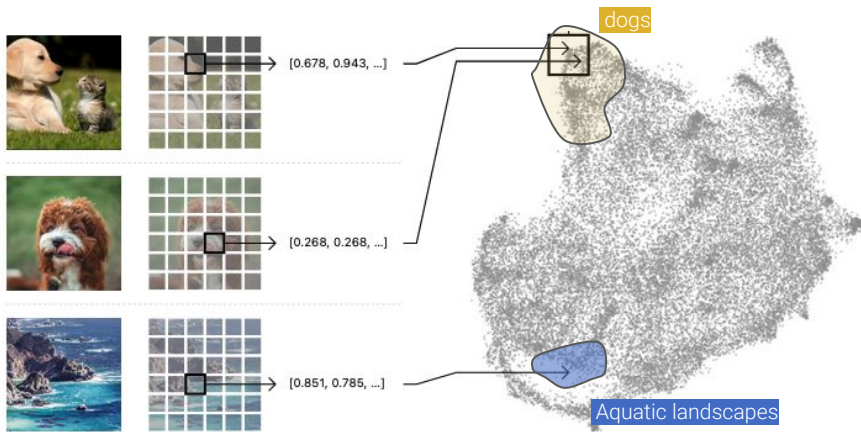 dogs
[0.678, 0.943, ...]
[0.268, 0.268, ...]
[0.851, 0.785, ...]
Aquatic landscapes